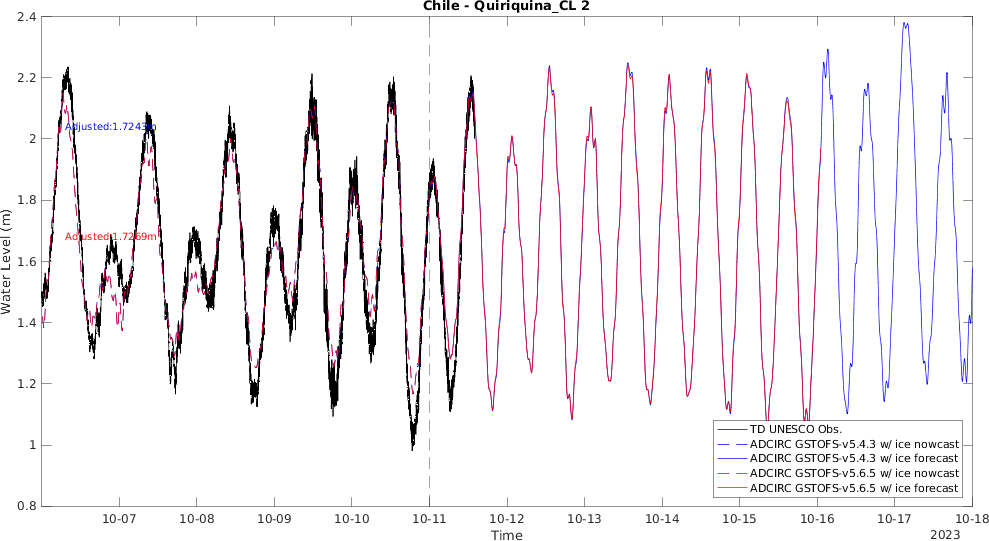 Chile - Quiriquina_CL 2
2.4
2.2
2
1.8
1.6
1.4
1.2
1
0.8
Water Level (m)
Adjusted:1.7243m
Adjusted:1.7269m
TD UNESCO Obs.
ADCIRC GSTOFS-v5.4.3 w/ ice nowcast
ADCIRC GSTOFS-v5.4.3 w/ ice forecast
ADCIRC GSTOFS-v5.6.5 w/ ice nowcast
ADCIRC GSTOFS-v5.6.5 w/ ice forecast
10-07 10-08 10-09 10-10 10-11 10-12 10-13 10-14 10-15 10-16 10-17 10-18
Time
2023